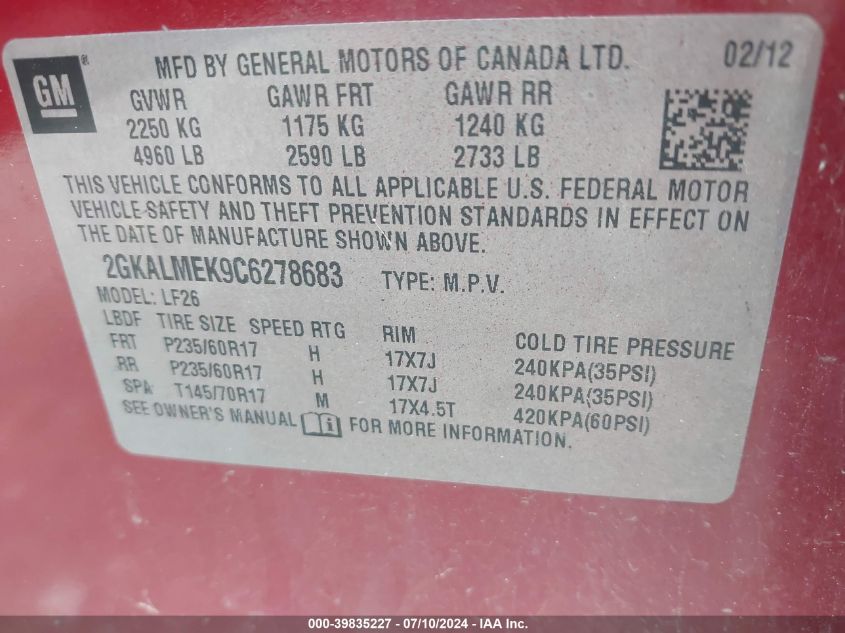 GM ®
MFD BY GENERAL MOTORS OF CANADA LTD. 02/12
GVWR GAWR FRT GAWR RR
2250 KG 1175 KG 1240 KG
4960 LB 2590 LB 2733 LB
THIS VEHICLE CONFORMS TO ALL APPLICABLE U.S. FEDERAL MOTOR
VEHICLE SAFETY AND THEFT PREVENTION STANDARDS IN EFFECT ON
THE DATE OF MANUFACTURE SHOWN ABOVE.
2GKALMEK9C6278683 TYPE: M.P.V.
MODEL: LF26
LBDF TIRE SIZE SPEED RTG RIM COLD TIRE PRESSURE
FRT P235/60R17 H 17X7J 240KPA(35PSI)
RR P235/60R17 H 17X7J 240KPA(35PSI)
SPA T145/70R17 M 17X4.5T 420KPA(60PSI)
SEE OWNER'S MANUAL i FOR MORE INFORMATION.
000-39835227 - 07/10/2024 - IAA Inc.